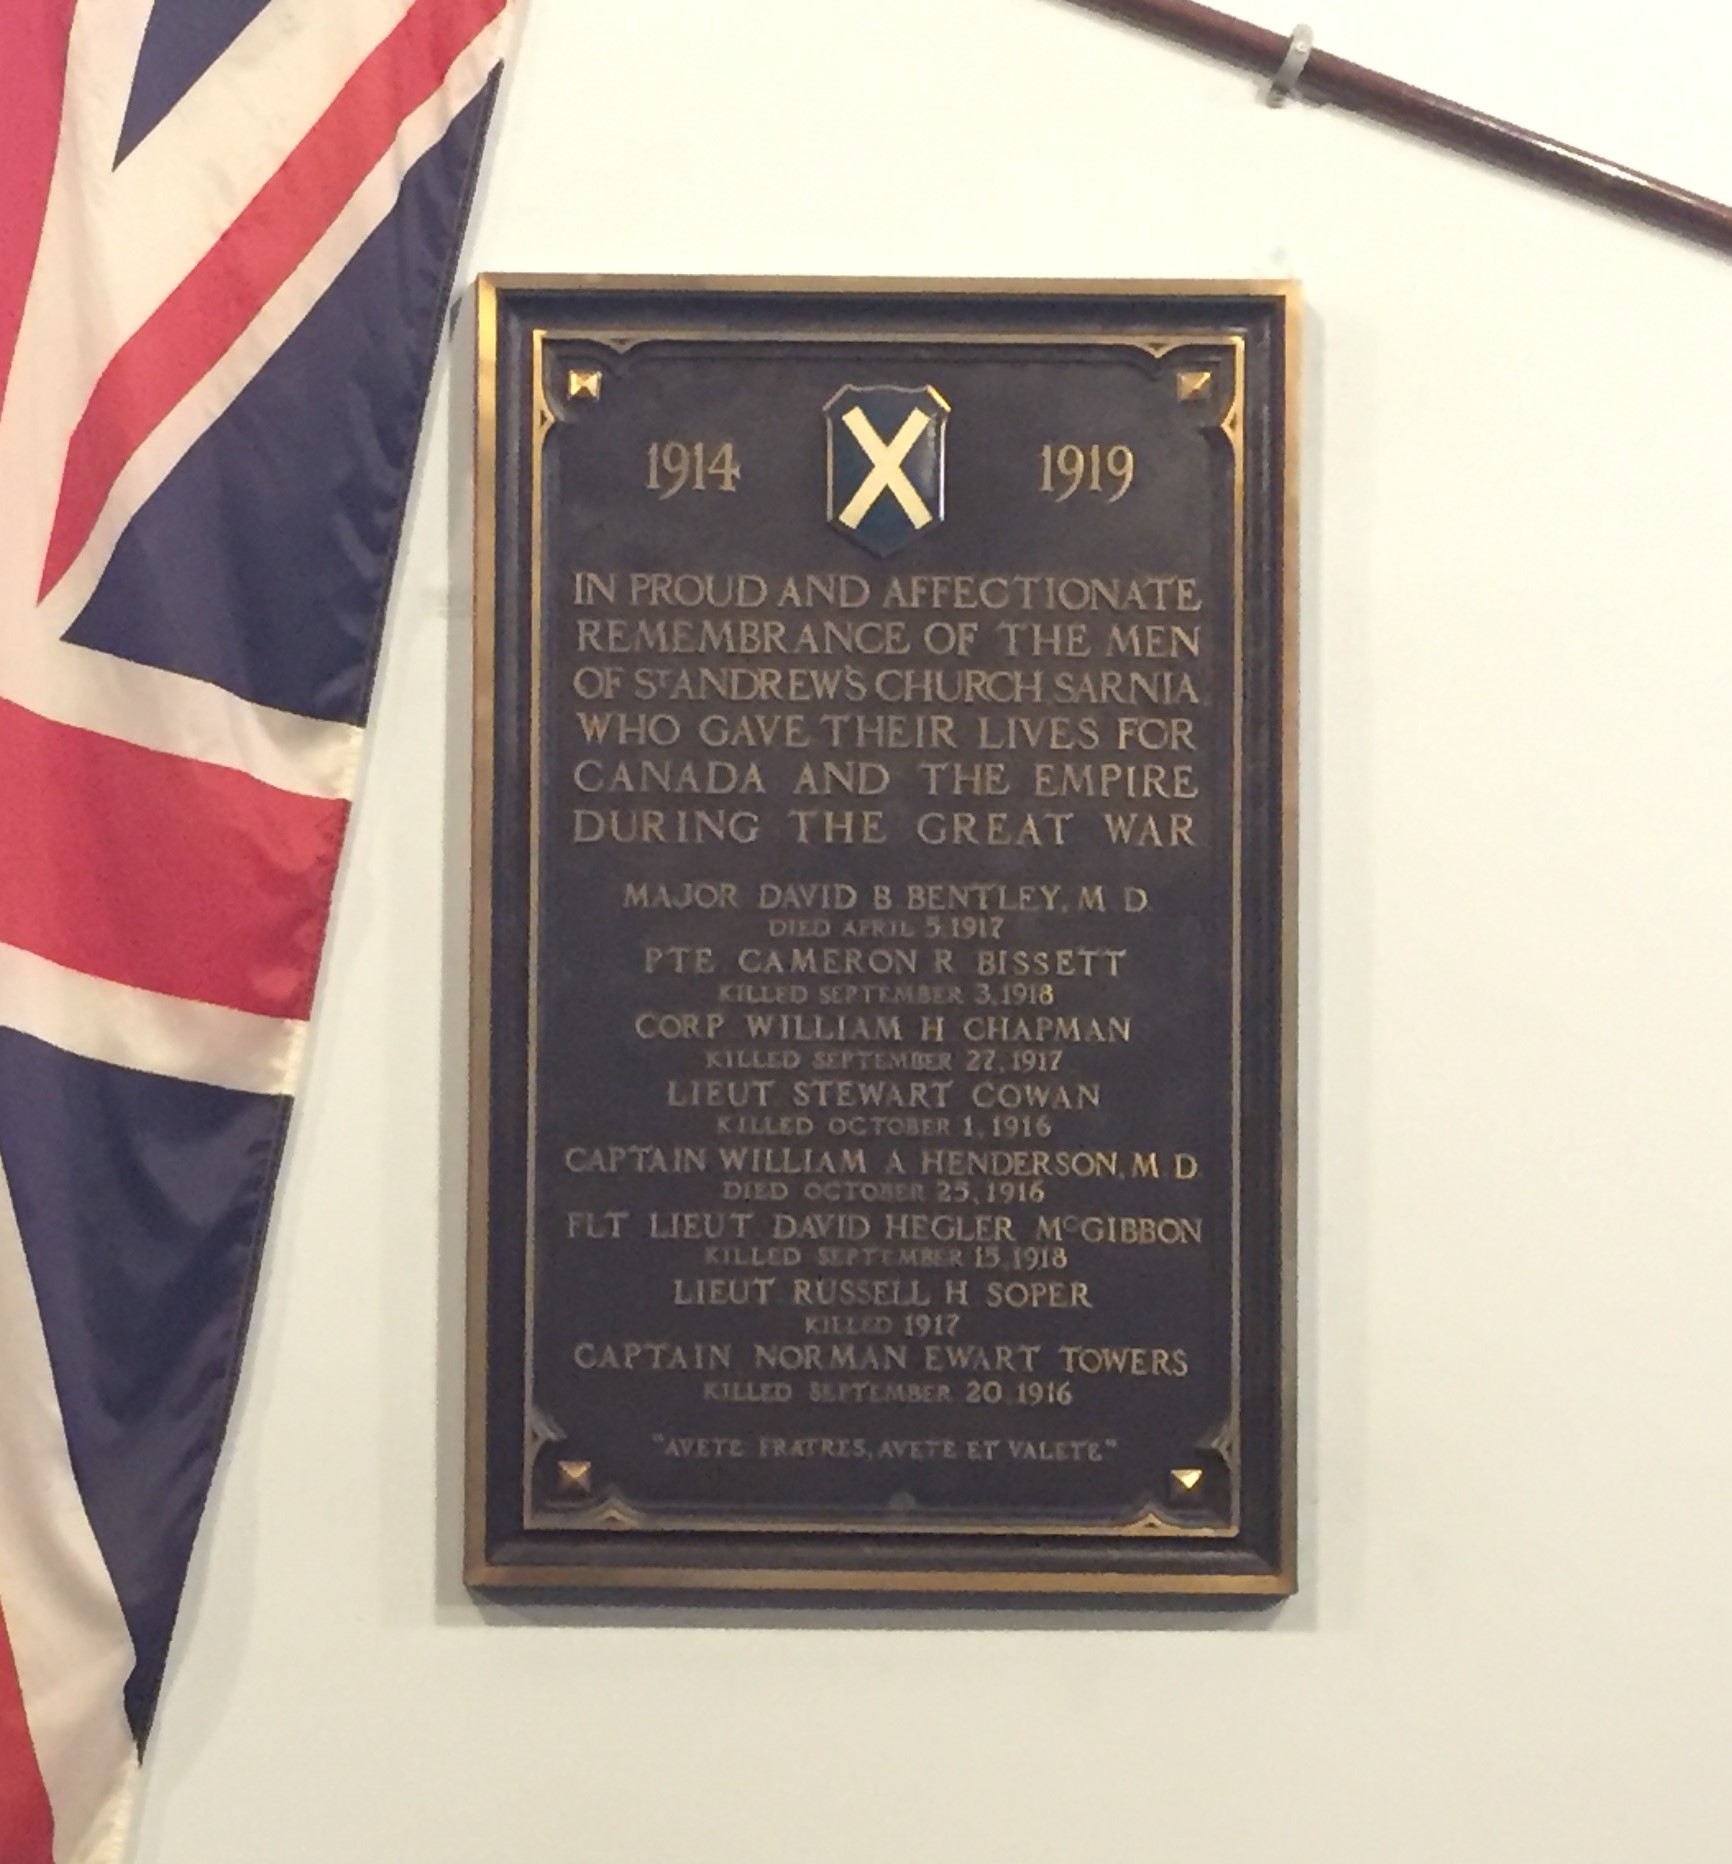 1914 1919
IN PROUD AND AFFECTIONATE
REMEMBRANCE OF THE MEN
OF ST ANDREW'S CHURCH, SARNIA,
WHO GAVE THEIR LIVES FOR
CANADA AND THE EMPIRE
DURING THE GREAT WAR
MAJOR DAVID B BENTLEY, M D.
DIED APRIL 5, 1917
PTE CAMERON R BISSETT
KILLED SEPTEMBER 3, 1918
CORP WILLIAM H CHAPMAN
KILLED SEPTEMBER 27, 1917
LIEUT STEWART COWAN
KILLED OCTOBER 1, 1916
CAPTAIN WILLIAM A HENDERSON, M D.
DIED OCTOBER 25, 1916
FLT LIEUT DAVID HEGLER McGIBBON
KILLED SEPTEMBER 15, 1918
LIEUT RUSSELL H SOPER
KILLED 1917
CAPTAIN NORMAN EWART TOWERS
KILLED SEPTEMBER 20, 1916
"AVETE FRATRES, AVETE ET VALETE"